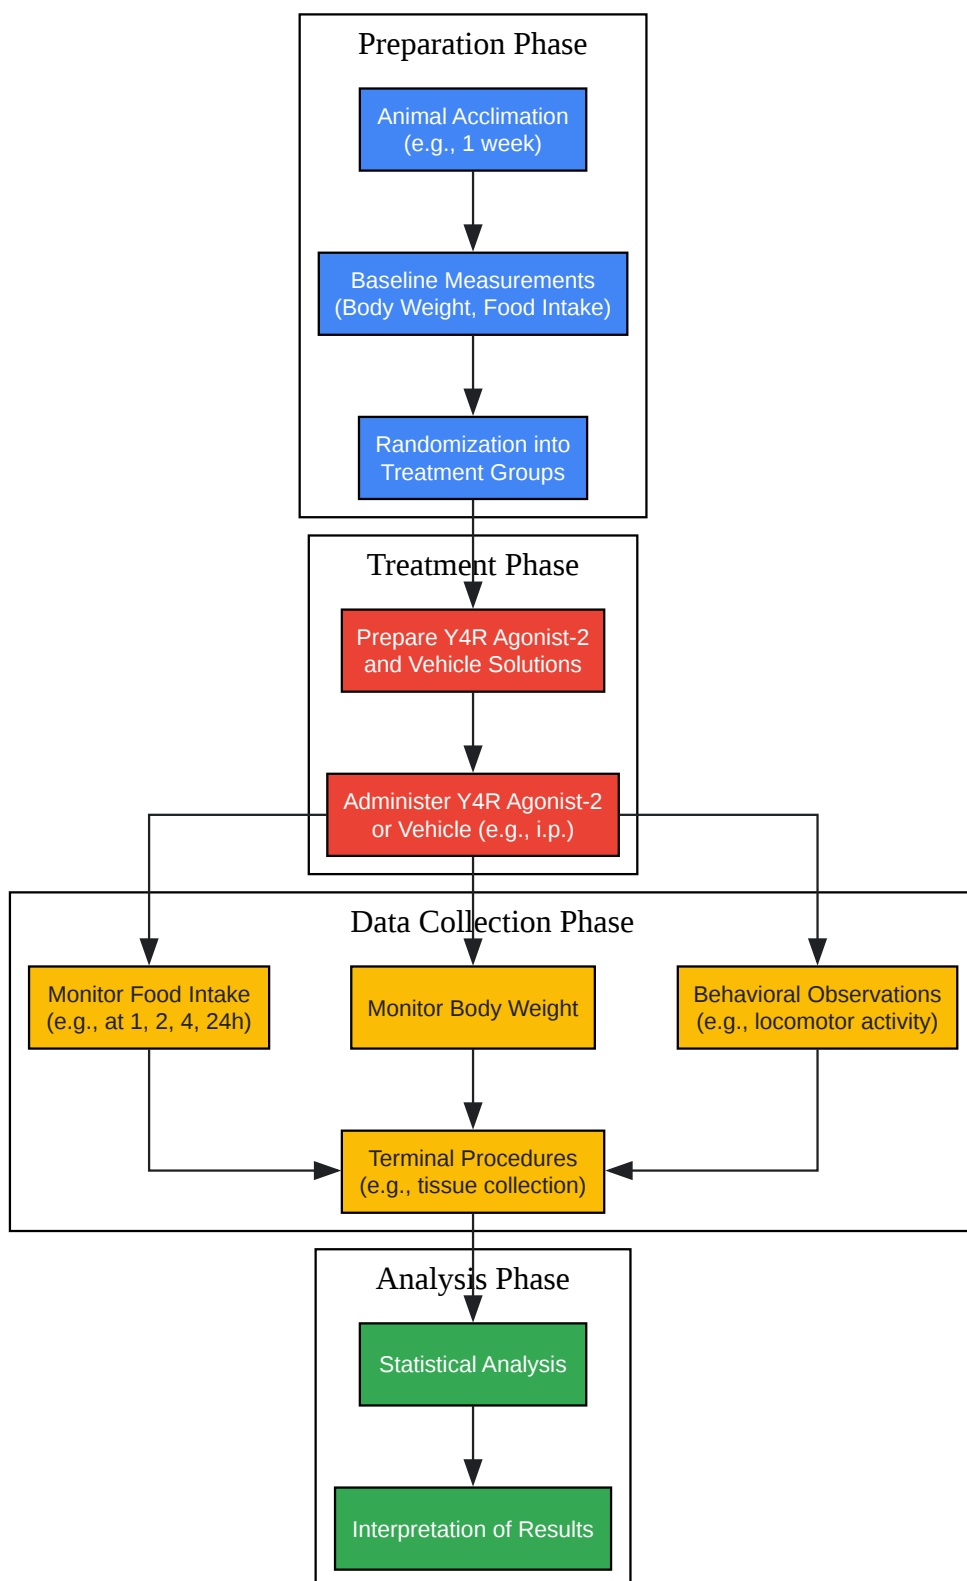 Preparation Phase
Animal Acclimation
(e.g., 1 week)
Baseline Measurements
(Body Weight, Food Intake)
Randomization into
Treatment Groups
Treatment Phase
Prepare Y4R Agonist-2
and Vehicle Solutions
Administer Y4R Agonist-2
or Vehicle (e.g., i.p.)
Data Collection Phase
Monitor Food Intake
(e.g., at 1, 2, 4, 24h)
Monitor Body Weight
Behavioral Observations
(e.g., locomotor activity)
Terminal Procedures
(e.g., tissue collection)
Analysis Phase
Statistical Analysis
Interpretation of Results